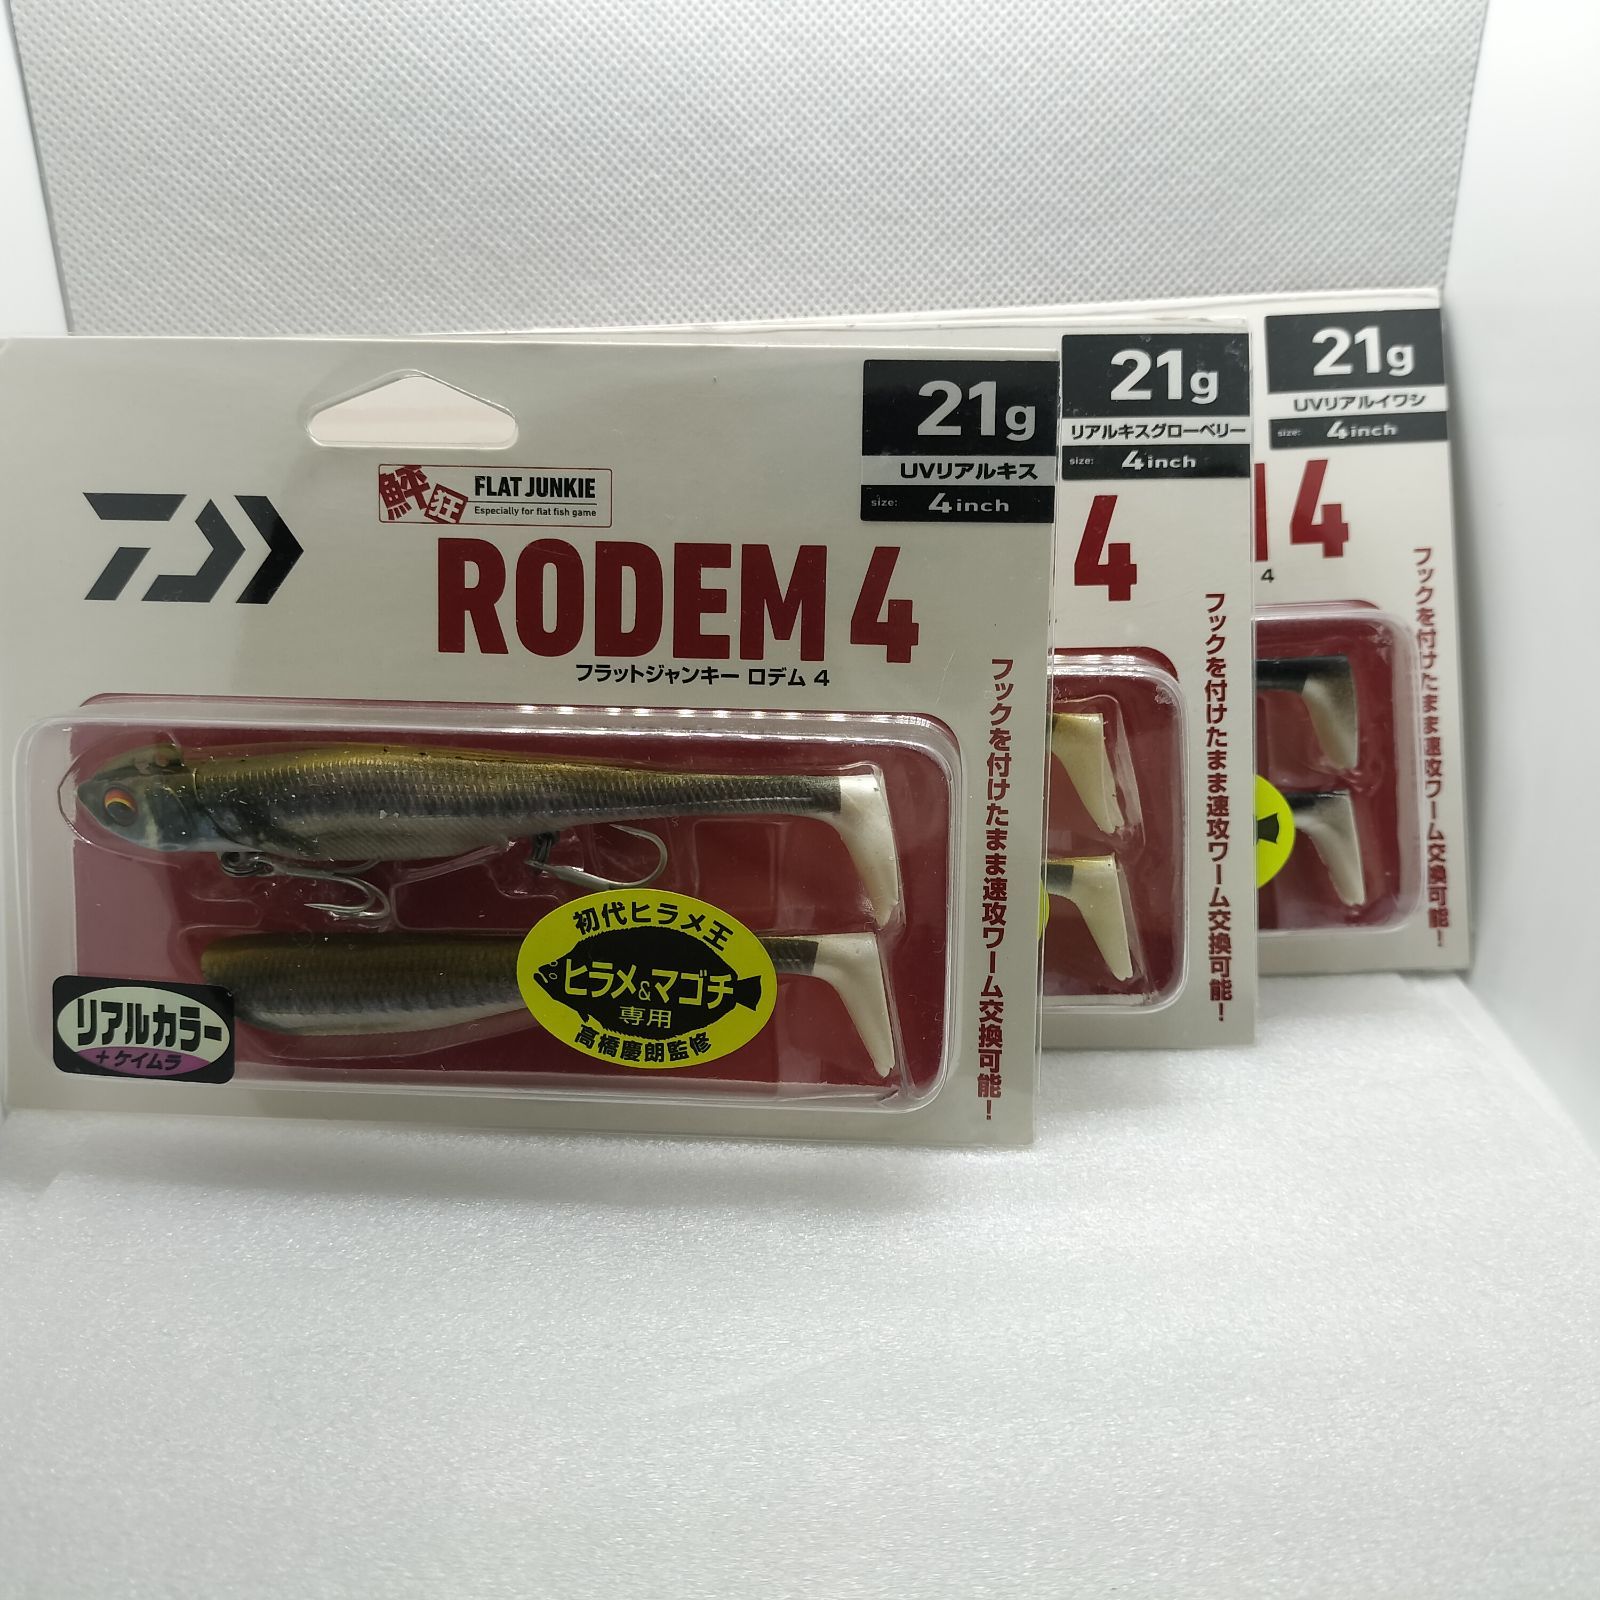 21g
UVリアルキス
size: 4inch
鮃狂
FLAT JUNKIE
Especially for flat fish game
RODEM 4
フラットジャンキー ロデム 4
フックを付けたまま速攻ワーム交換可能!
初代ヒラメ王
ヒラメ&マゴチ
専用
高橋慶朗監修
リアルカラー
+ケイムラ
21g
リアルキスグローベリー
size: 4inch
4
フックを付けたまま速攻ワーム交換可能!
21g
UVリアルイワシ
size: 4inch
4
4
フックを付けたまま速攻ワーム交換可能!